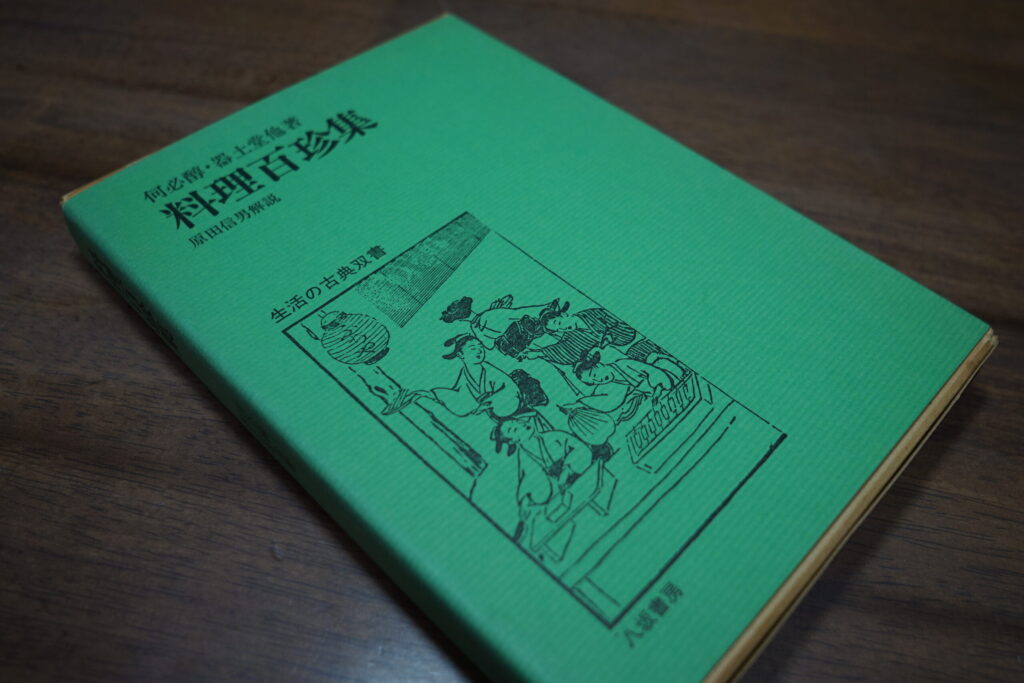 何必醇・器土堂他著
料理百珍集
原田信男解説
生活の古典双書
八坂書房